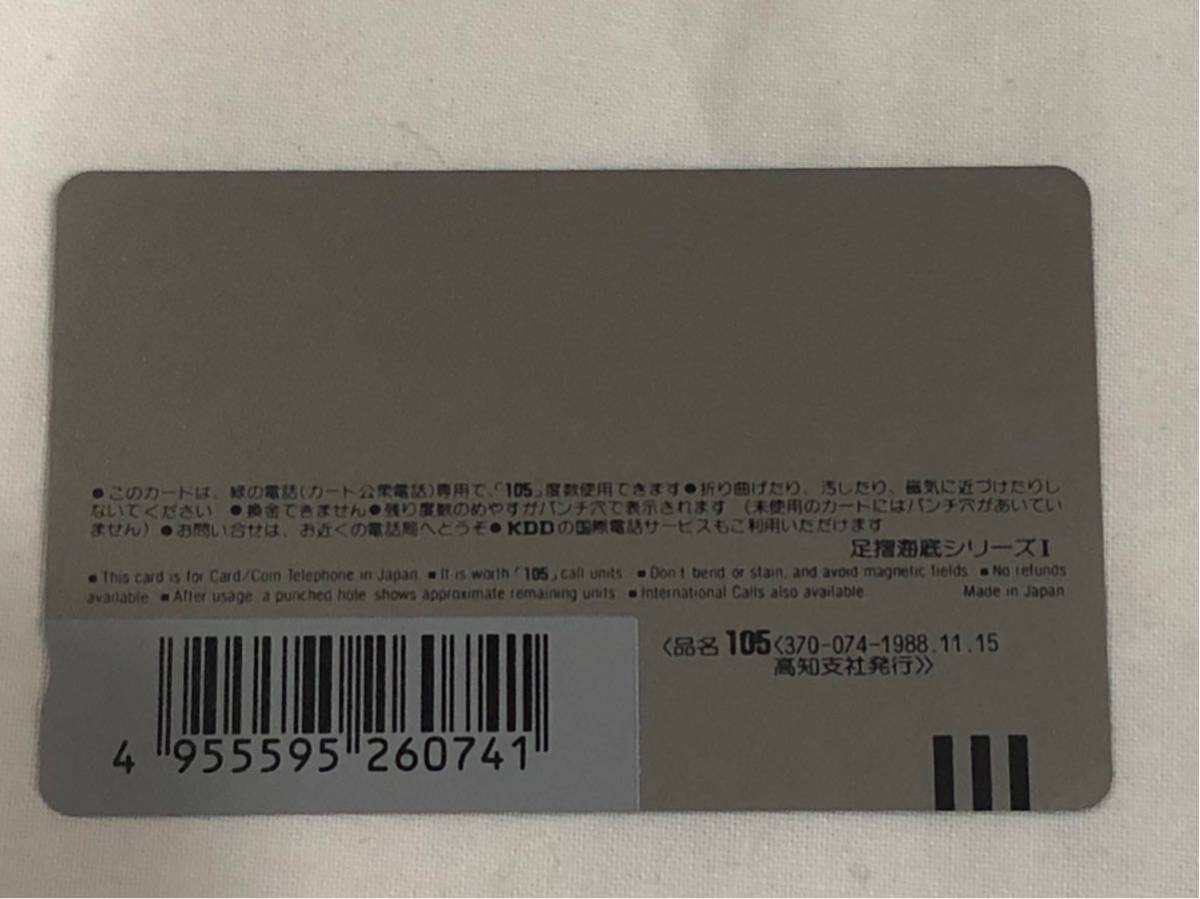 ●このカードは、緑の電話(カード公衆電話)専用で、「105」度数使用できます●折り曲げたり、汚したり、磁気に近づけたりし
ないでください ●換金できません●残り度数のめやすがパンチ穴で表示されます (未使用のカードにはパンチ穴があいてい
ません)●お問い合せは、お近くの電話局へどうぞ●KDDの国際電話サービスもご利用いただけます
足摺海底シリーズI
■This card is for Card/Coin Telephone in Japan ■It is worth「105」call units ■Don't bend or stain, and avoid magnetic fields ■No refunds
available ■After usage, a punched hole shows approximate remaining units ■International Calls also available Made in Japan
〈品名 105〈370-074-1988.11.15
高知支社発行〉〉
4 955595 260741